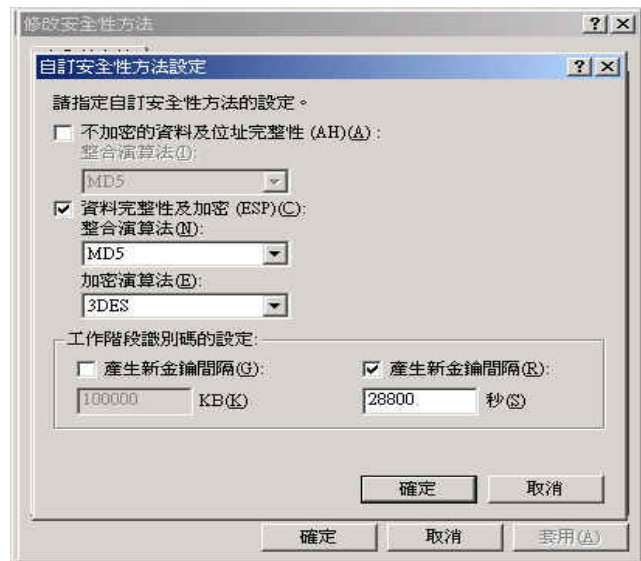 修改安全性方法
自訂安全性方法設定
請指定自訂安全性方法的設定。
不加密的資料及位址完整性 (AH)(A) :
整合演算法(I):
MD5
資料完整性及加密 (ESP)(C):
整合演算法(N):
MD5
加密演算法(E):
3DES
工作階段識別碼的設定:
產生新金鑰間隔(G): 產生新金鑰間隔(R):
100000 KB(K) 28800 秒(S)
確定 取消
確定 取消 套用(A)